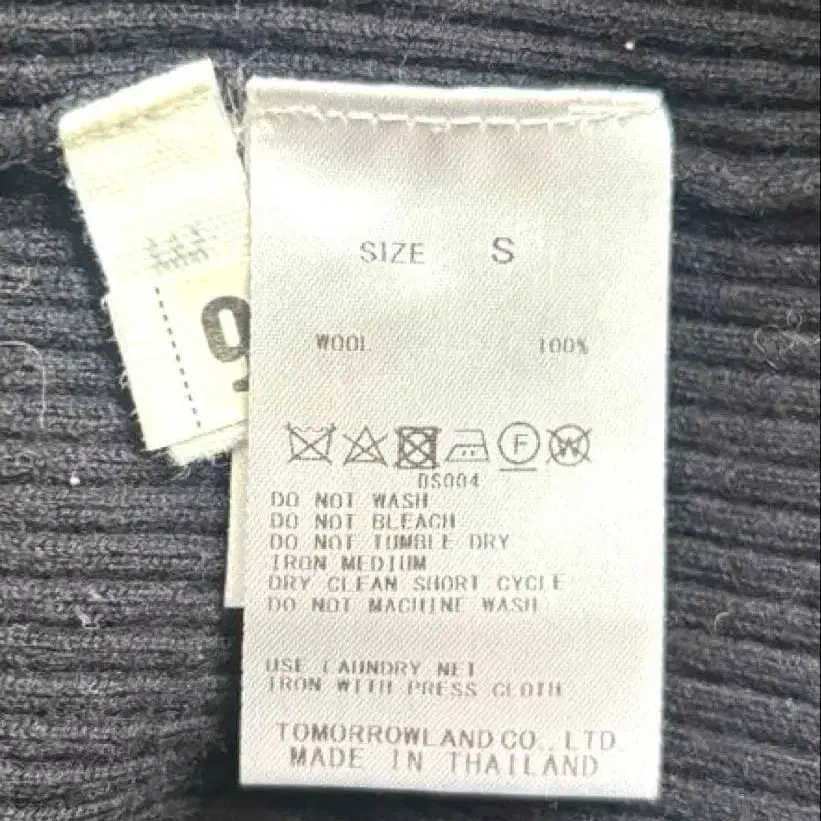 SIZE S
WOOL 100%
F W
DS004
DO NOT WASH
DO NOT BLEACH
DO NOT TUMBLE DRY
IRON MEDIUM
DRY CLEAN SHORT CYCLE
DO NOT MACHINE WASH
USE LAUNDRY NET
IRON WITH PRESS CLOTH
TOMORROWLAND CO., LTD
MADE IN THAILAND
9